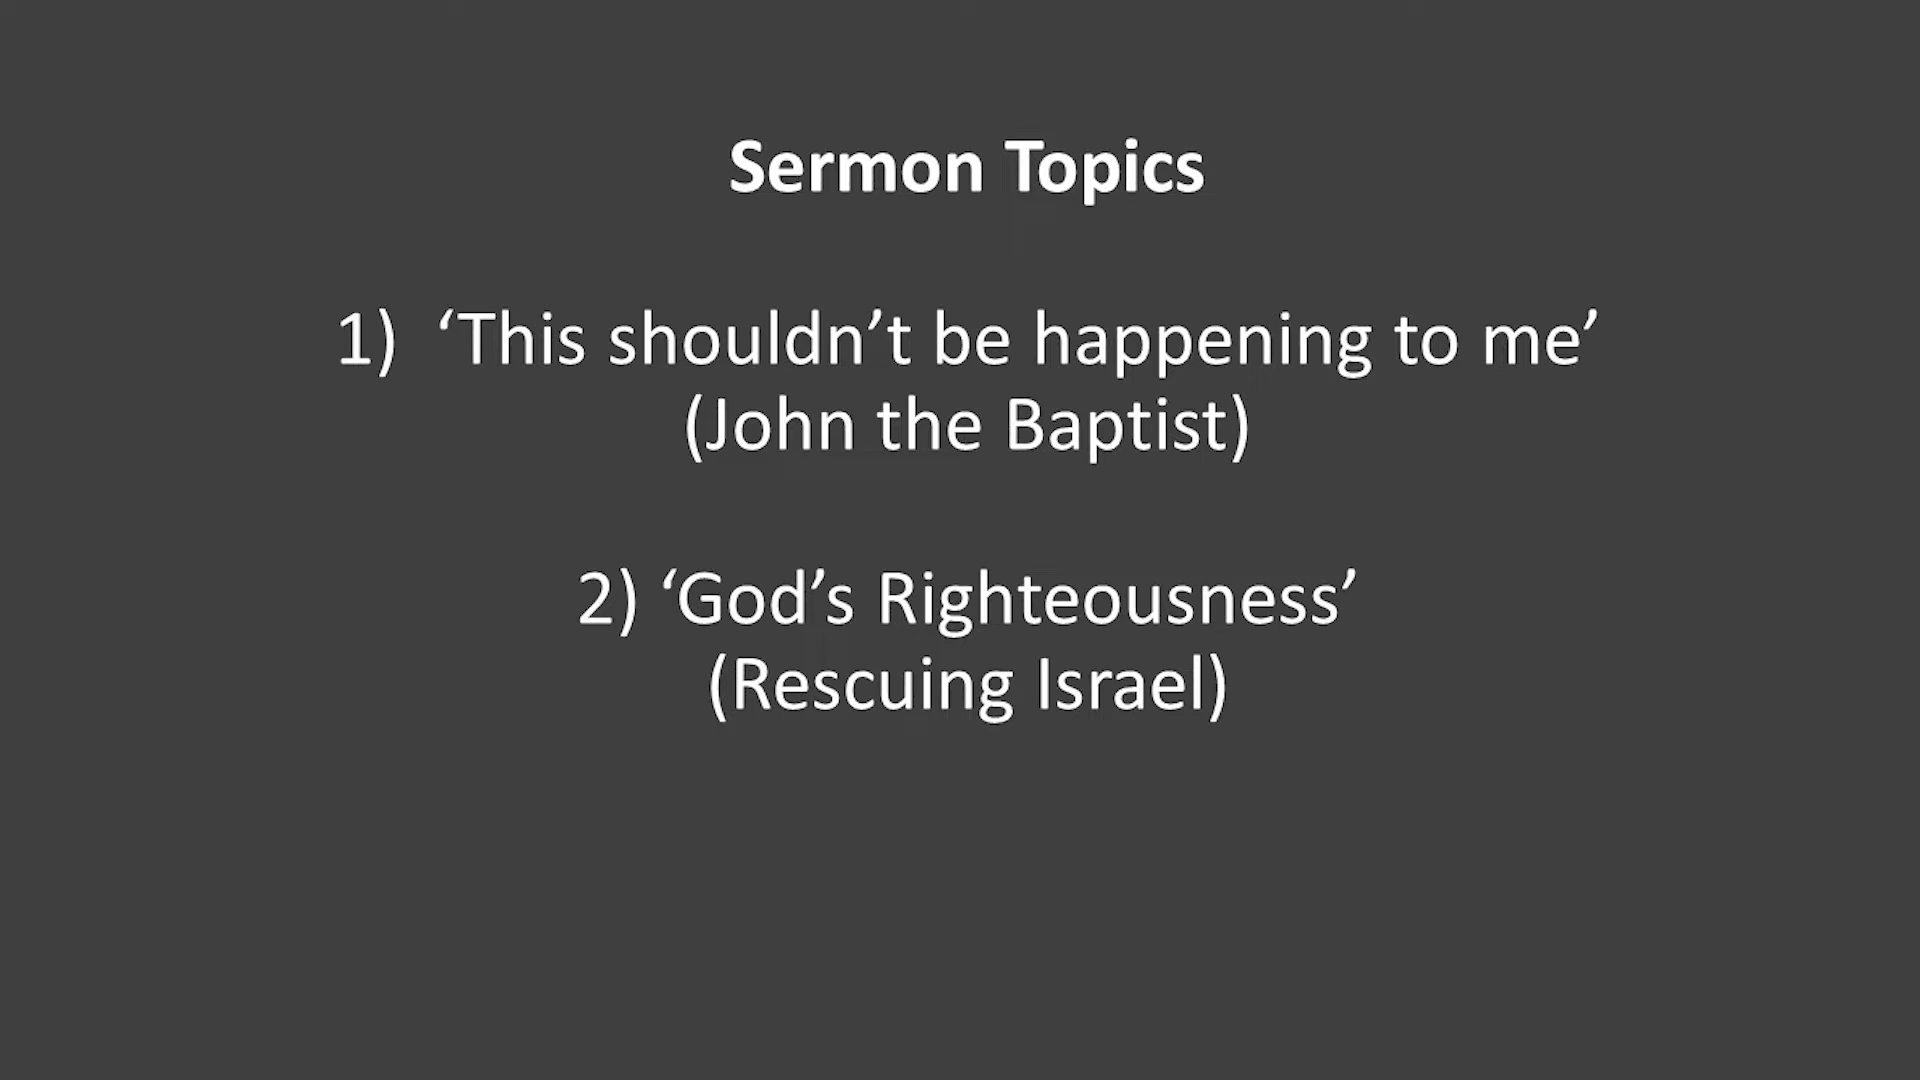 Sermon Topics
1) ‘This shouldn’t be happening to me’
(John the Baptist)
2) ‘God’s Righteousness’
(Rescuing Israel)